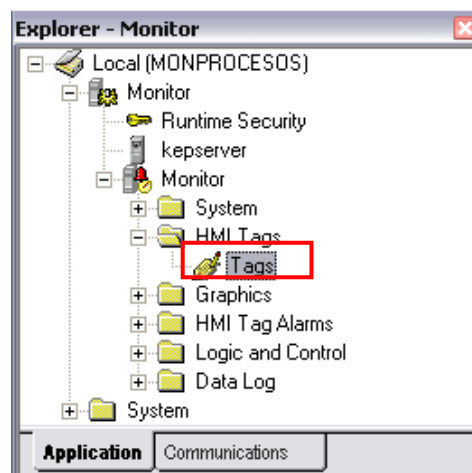 Explorer - Monitor
Local (MONPROCESOS)
Monitor
Runtime Security
kepserver
Monitor
System
HMI Tags
Tags
Graphics
HMI Tag Alarms
Logic and Control
Data Log
System
Application Communications